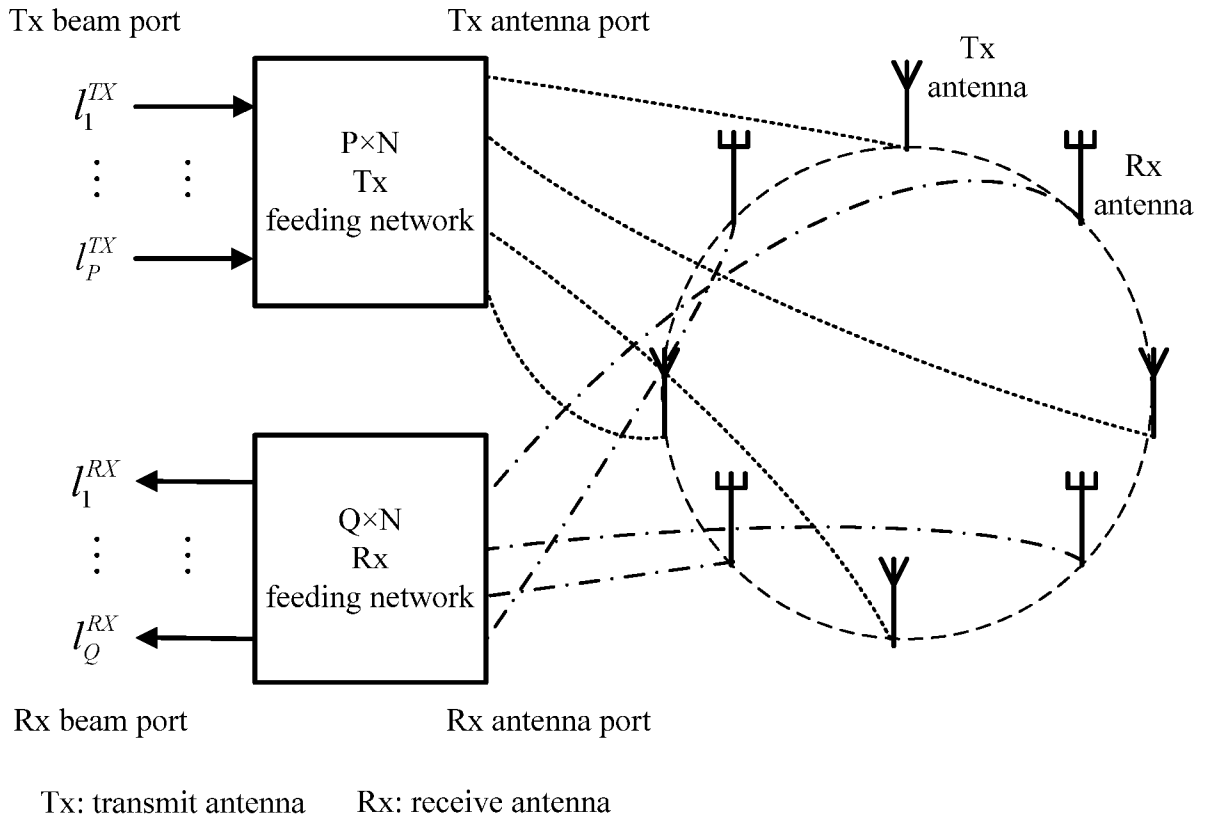 Tx beam port
Tx antenna port
Tx
antenna
l_1^{TX}
⋮ ⋮
l_P^{TX}
P×N
Tx
feeding network
Rx
antenna
l_1^{RX}
⋮ ⋮
l_Q^{RX}
Q×N
Rx
feeding network
Rx beam port
Rx antenna port
Tx: transmit antenna Rx: receive antenna